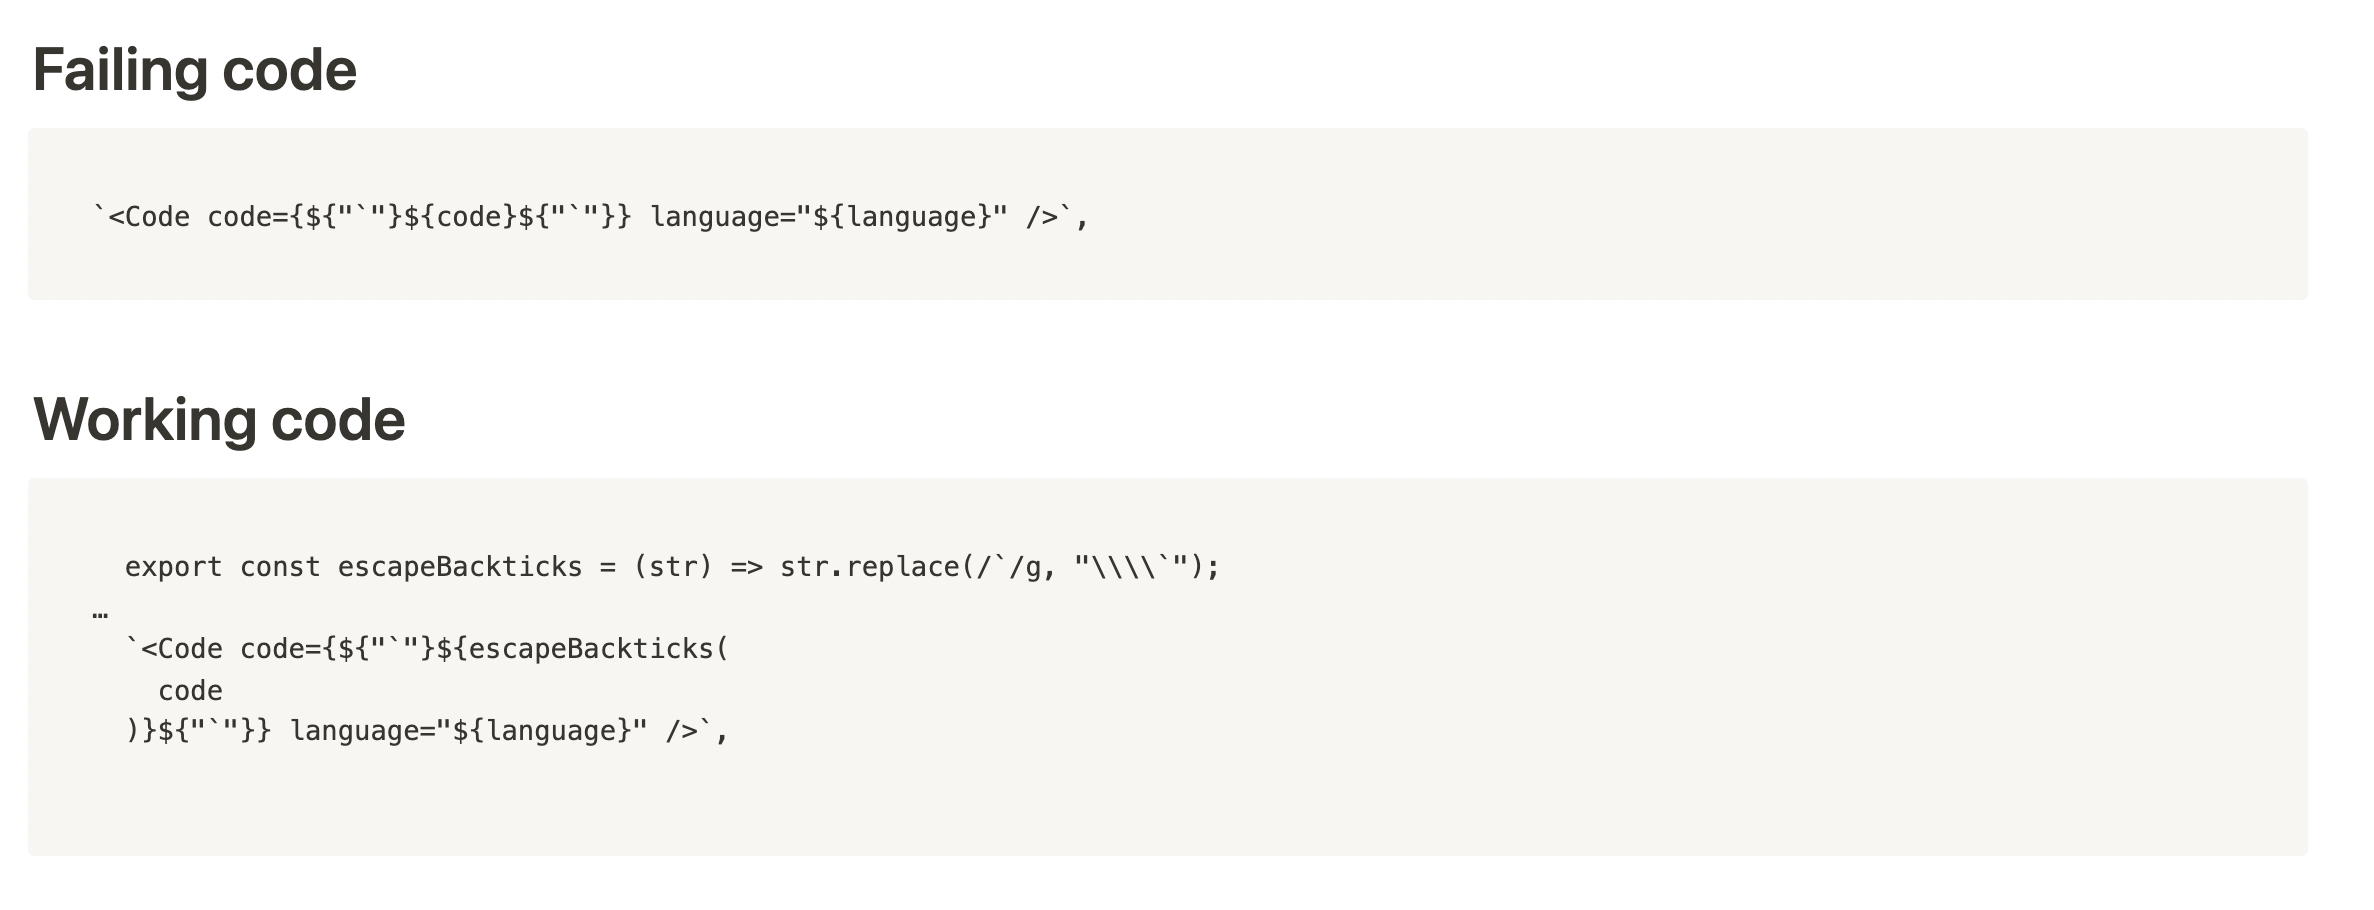 Failing code
`<Code code={${"`"}${code}${"`"}} language="${language}" />`,
Working code
export const escapeBackticks = (str) => str.replace(/`/g, "\\\\`");
…
`<Code code={${"`"}${escapeBackticks(
code
)}${"`"}} language="${language}" />`,